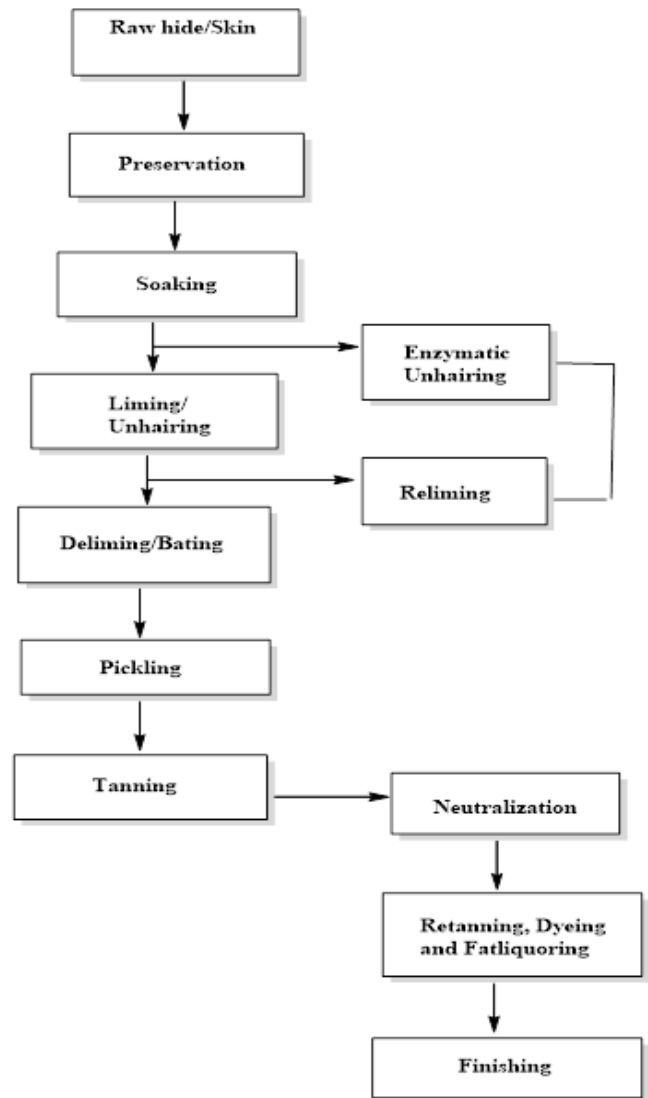 Raw hide/Skin
Preservation
Soaking
Enzymatic
Unhairing
Liming/
Unhairing
Reliming
Deliming/Bating
Pickling
Tanning
Neutralization
Retanning, Dyeing
and Fatliquoring
Finishing